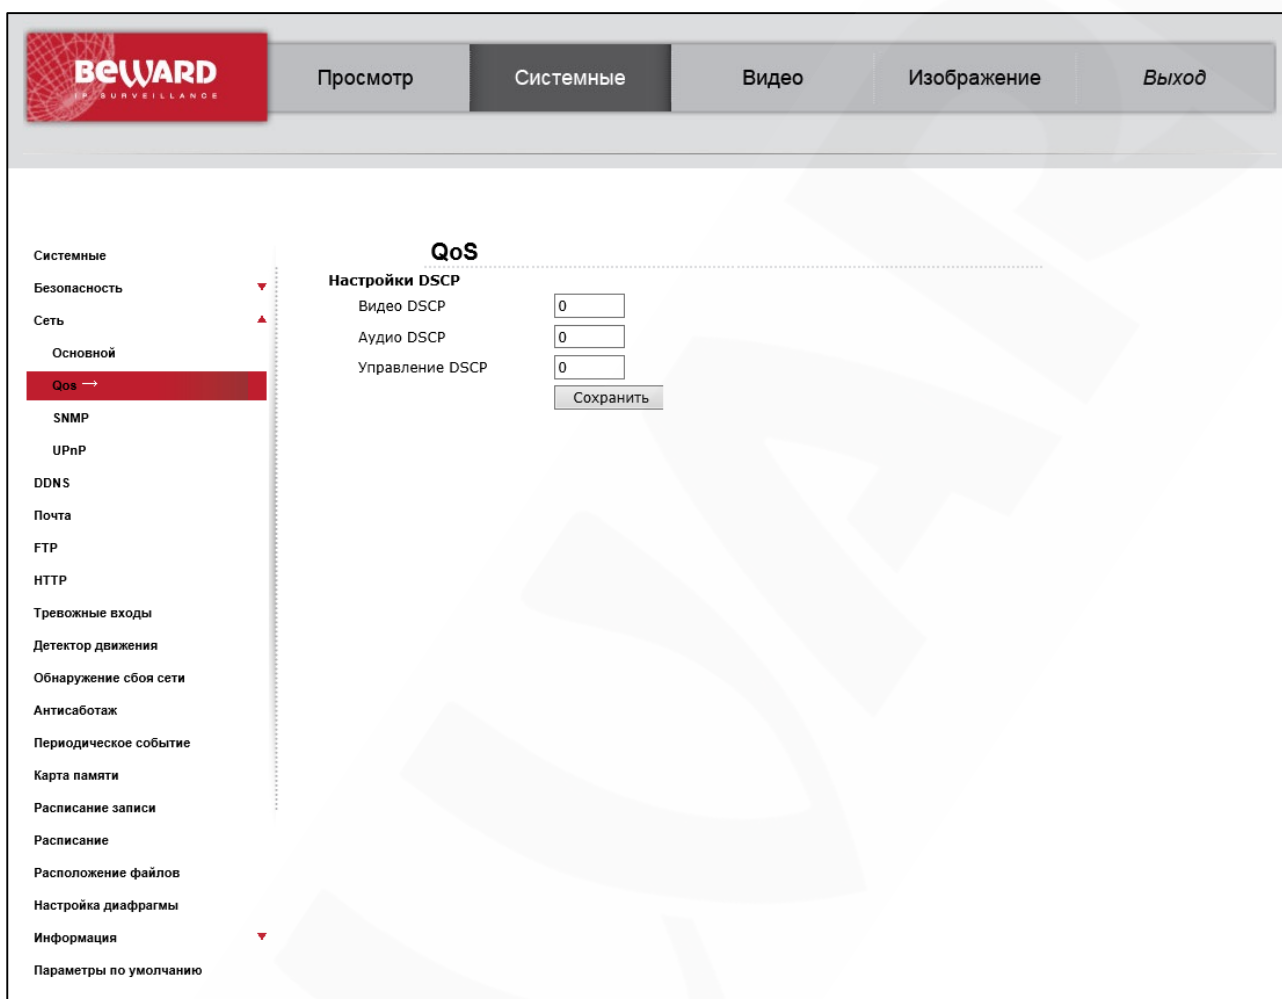 BEWARD
IP SURVEILLANCE
Просмотр
Системные
Видео
Изображение
Выход
Системные
Безопасность
Сеть
Основной
Qos →
SNMP
UPnP
DDNS
Почта
FTP
HTTP
Тревожные входы
Детектор движения
Обнаружение сбоя сети
Антисаботаж
Периодическое событие
Карта памяти
Расписание записи
Расписание
Расположение файлов
Настройка диафрагмы
Информация
Параметры по умолчанию
QoS
Настройки DSCP
Видео DSCP 0
Аудио DSCP 0
Управление DSCP 0
Сохранить